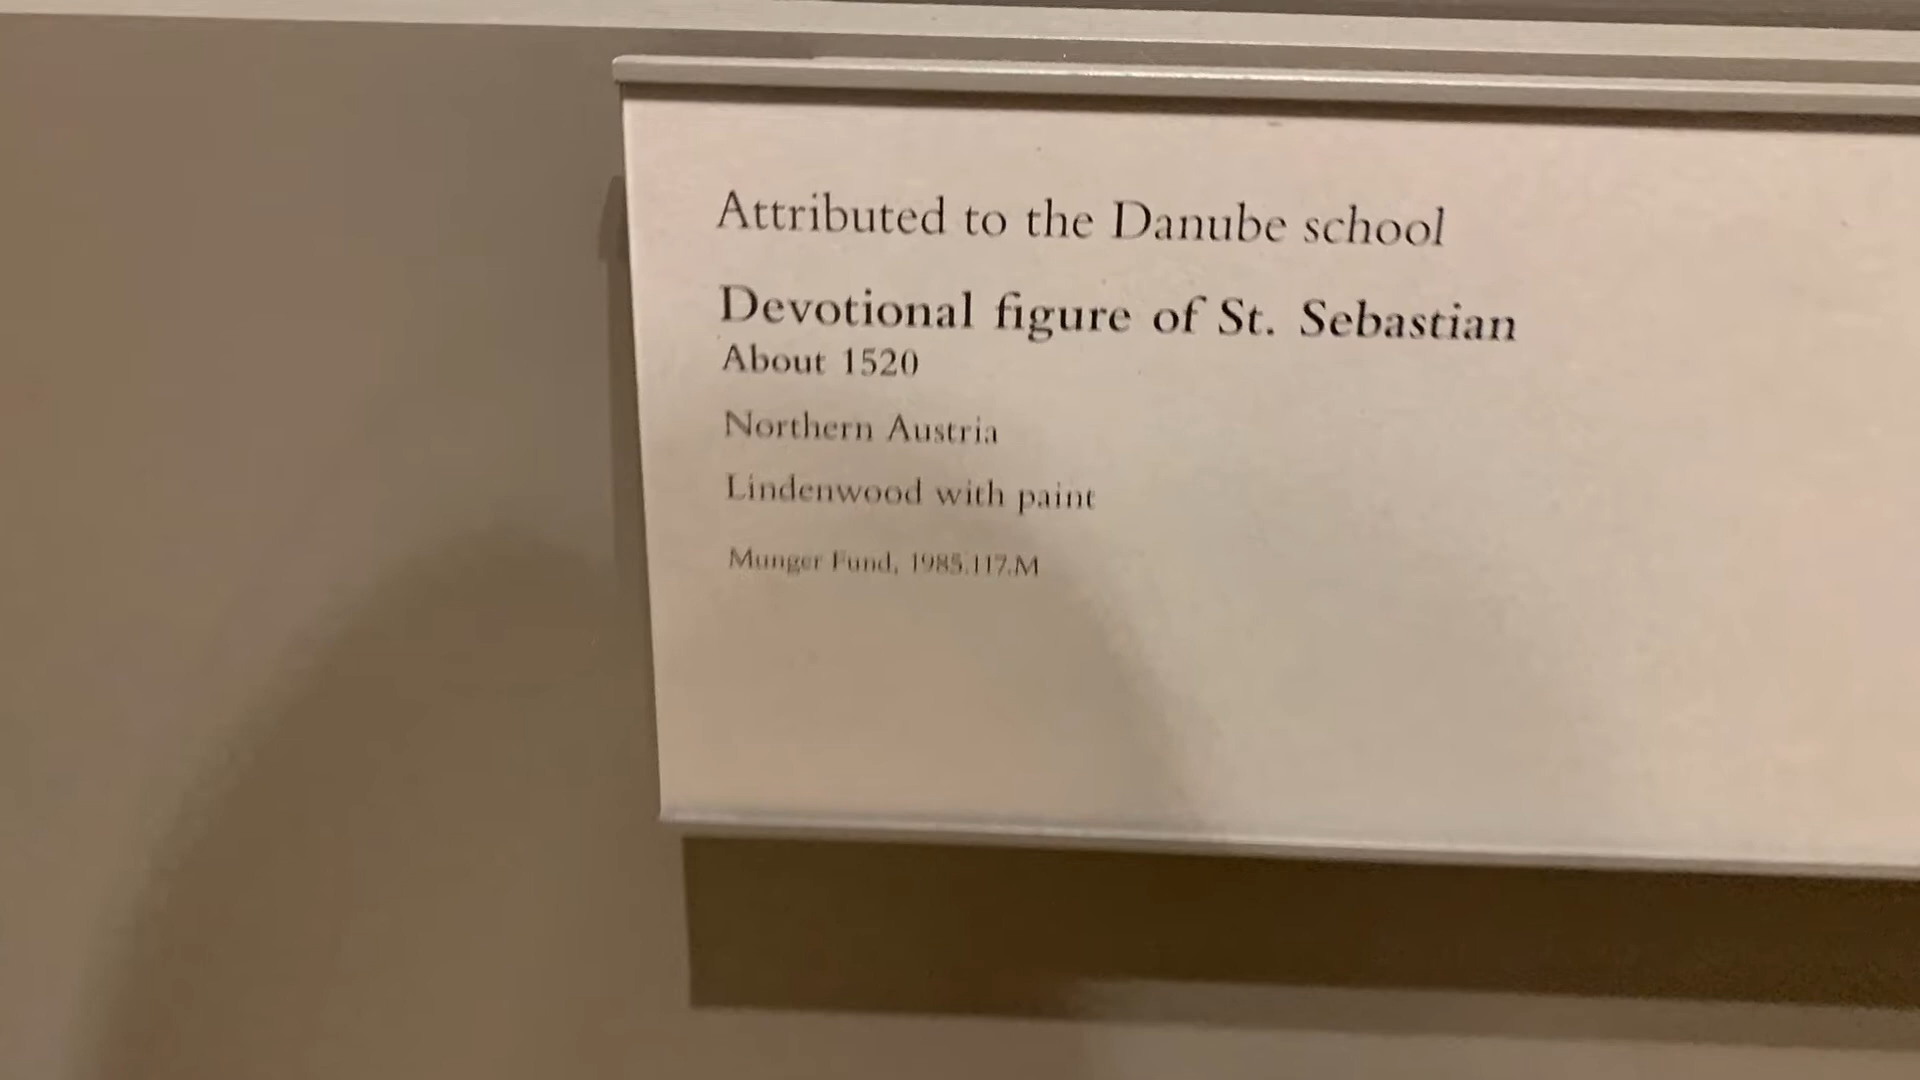 Attributed to the Danube school
Devotional figure of St. Sebastian
About 1520
Northern Austria
Lindenwood with paint
Munger Fund, 1985.117.M